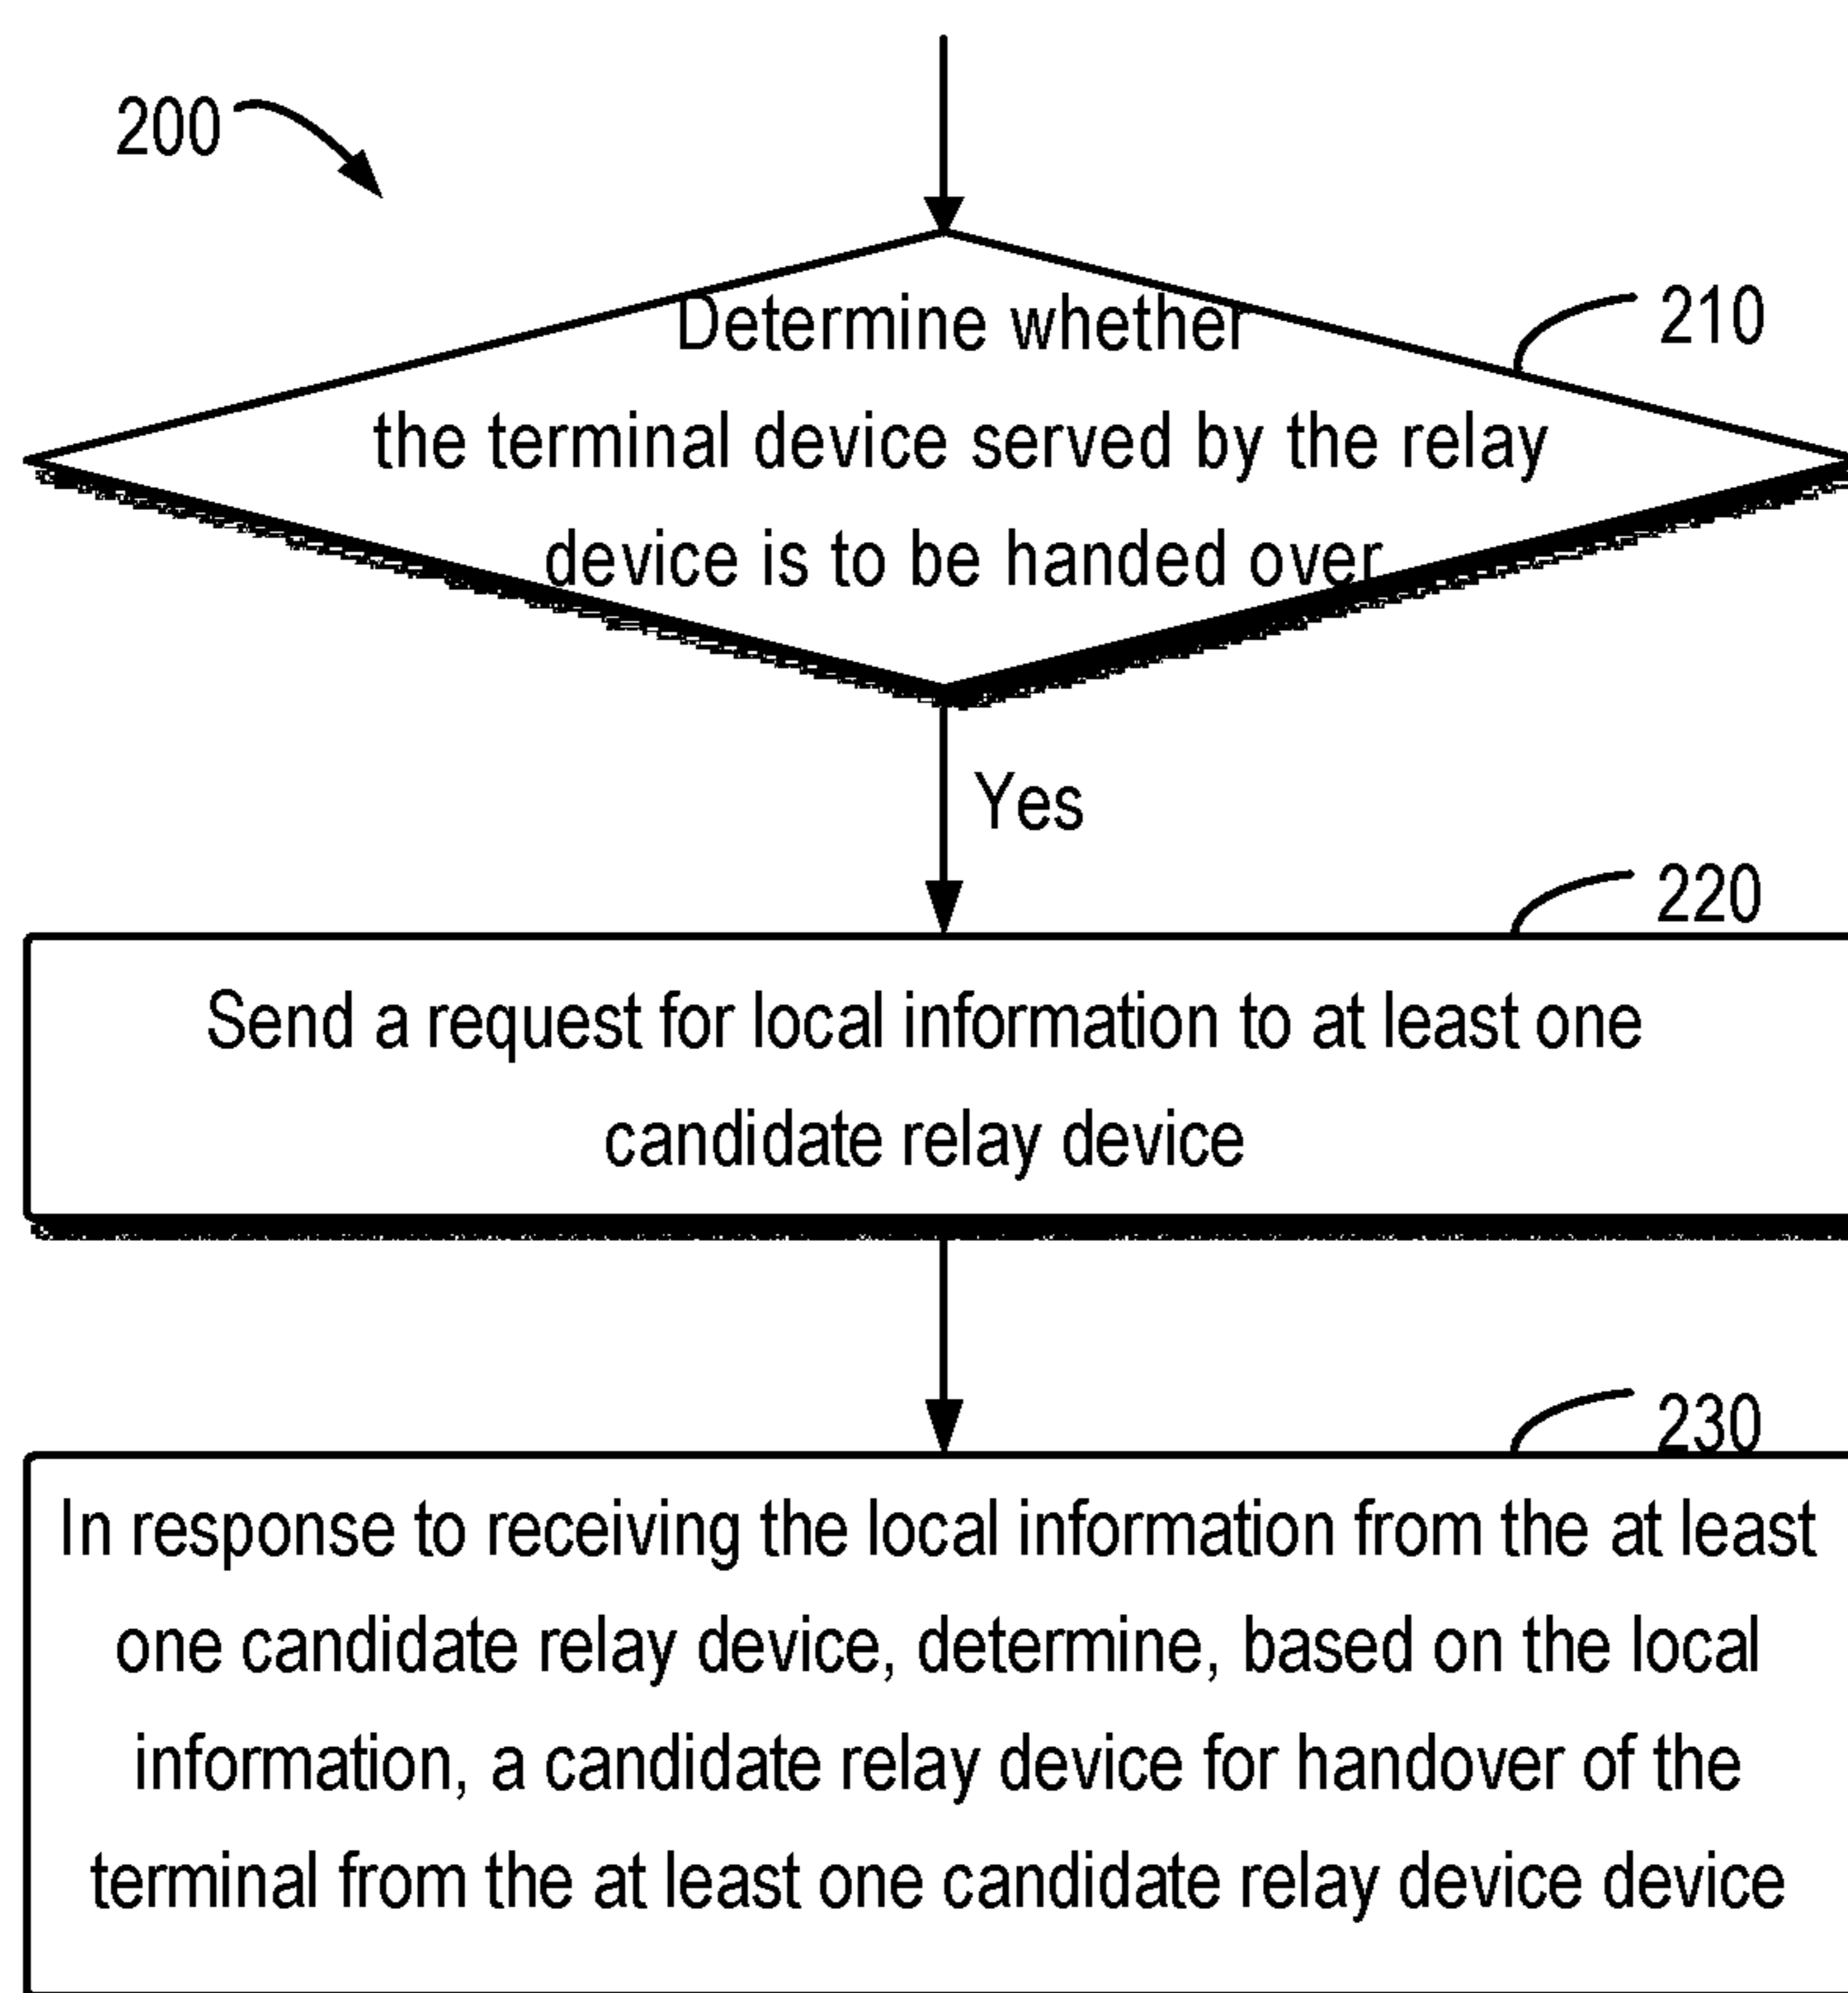 200
Determine whether
210
the terminal device served by the relay
device is to be handed over
Yes
220
Send a request for local information to at least one
candidate relay device
230
In response to receiving the local information from the at least
one candidate relay device, determine, based on the local
information, a candidate relay device for handover of the
terminal from the at least one candidate relay device device